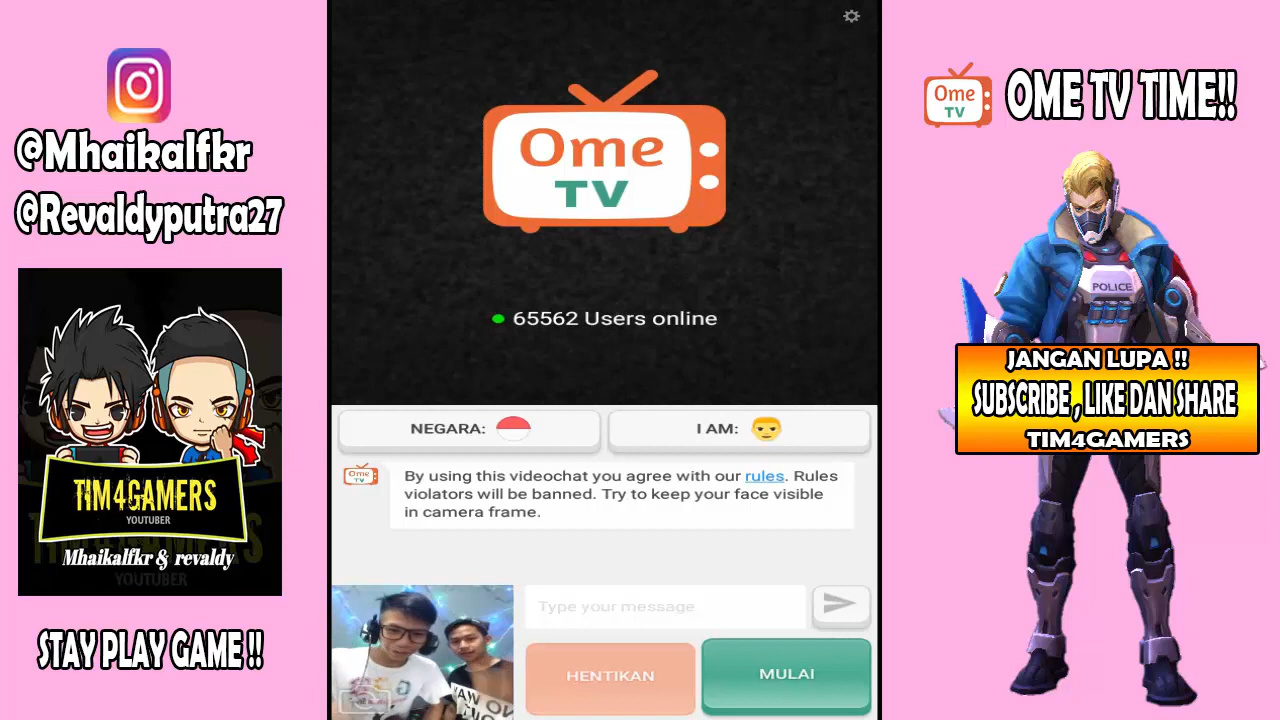 @Mhaikalfkr
@Revaldyputra27
TIM4GAMERS
YOUTUBER
Mhaikalfkr & revaldy
YOUTUBER
STAY PLAY GAME !!
Ome
TV
65562 Users online
NEGARA:
I AM:
Ome
TV
By using this videochat you agree with our rules. Rules
violators will be banned. Try to keep your face visible
in camera frame.
Type your message
HENTIKAN
MULAI
Ome
TV
OME TV TIME!!
POLICE
JANGAN LUPA !!
SUBSCRIBE , LIKE DAN SHARE
TIM4GAMERS